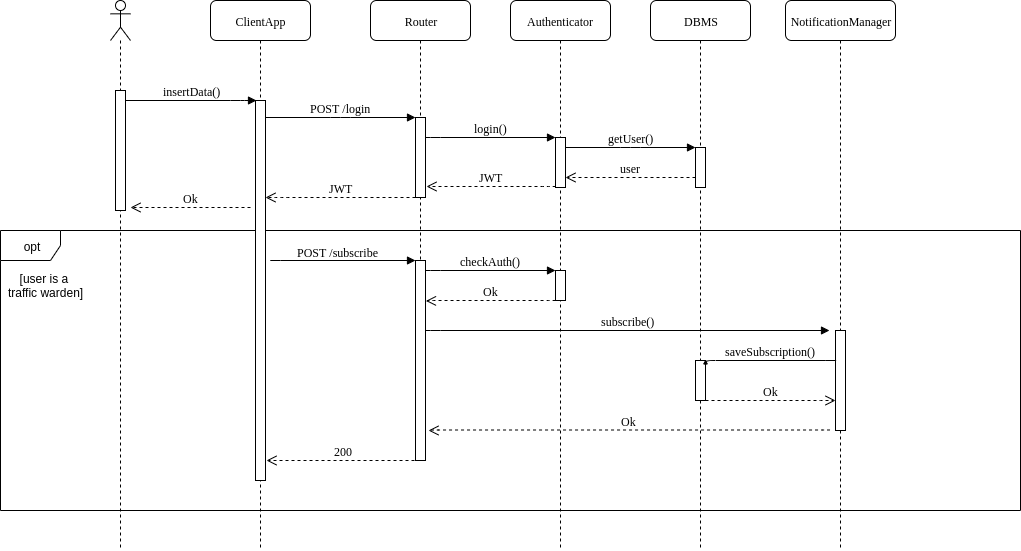 ClientApp
Router
Authenticator
DBMS
NotificationManager
insertData()
POST /login
login()
getUser()
user
JWT
JWT
Ok
opt
[user is a
traffic warden]
POST /subscribe
checkAuth()
Ok
subscribe()
saveSubscription()
Ok
Ok
200